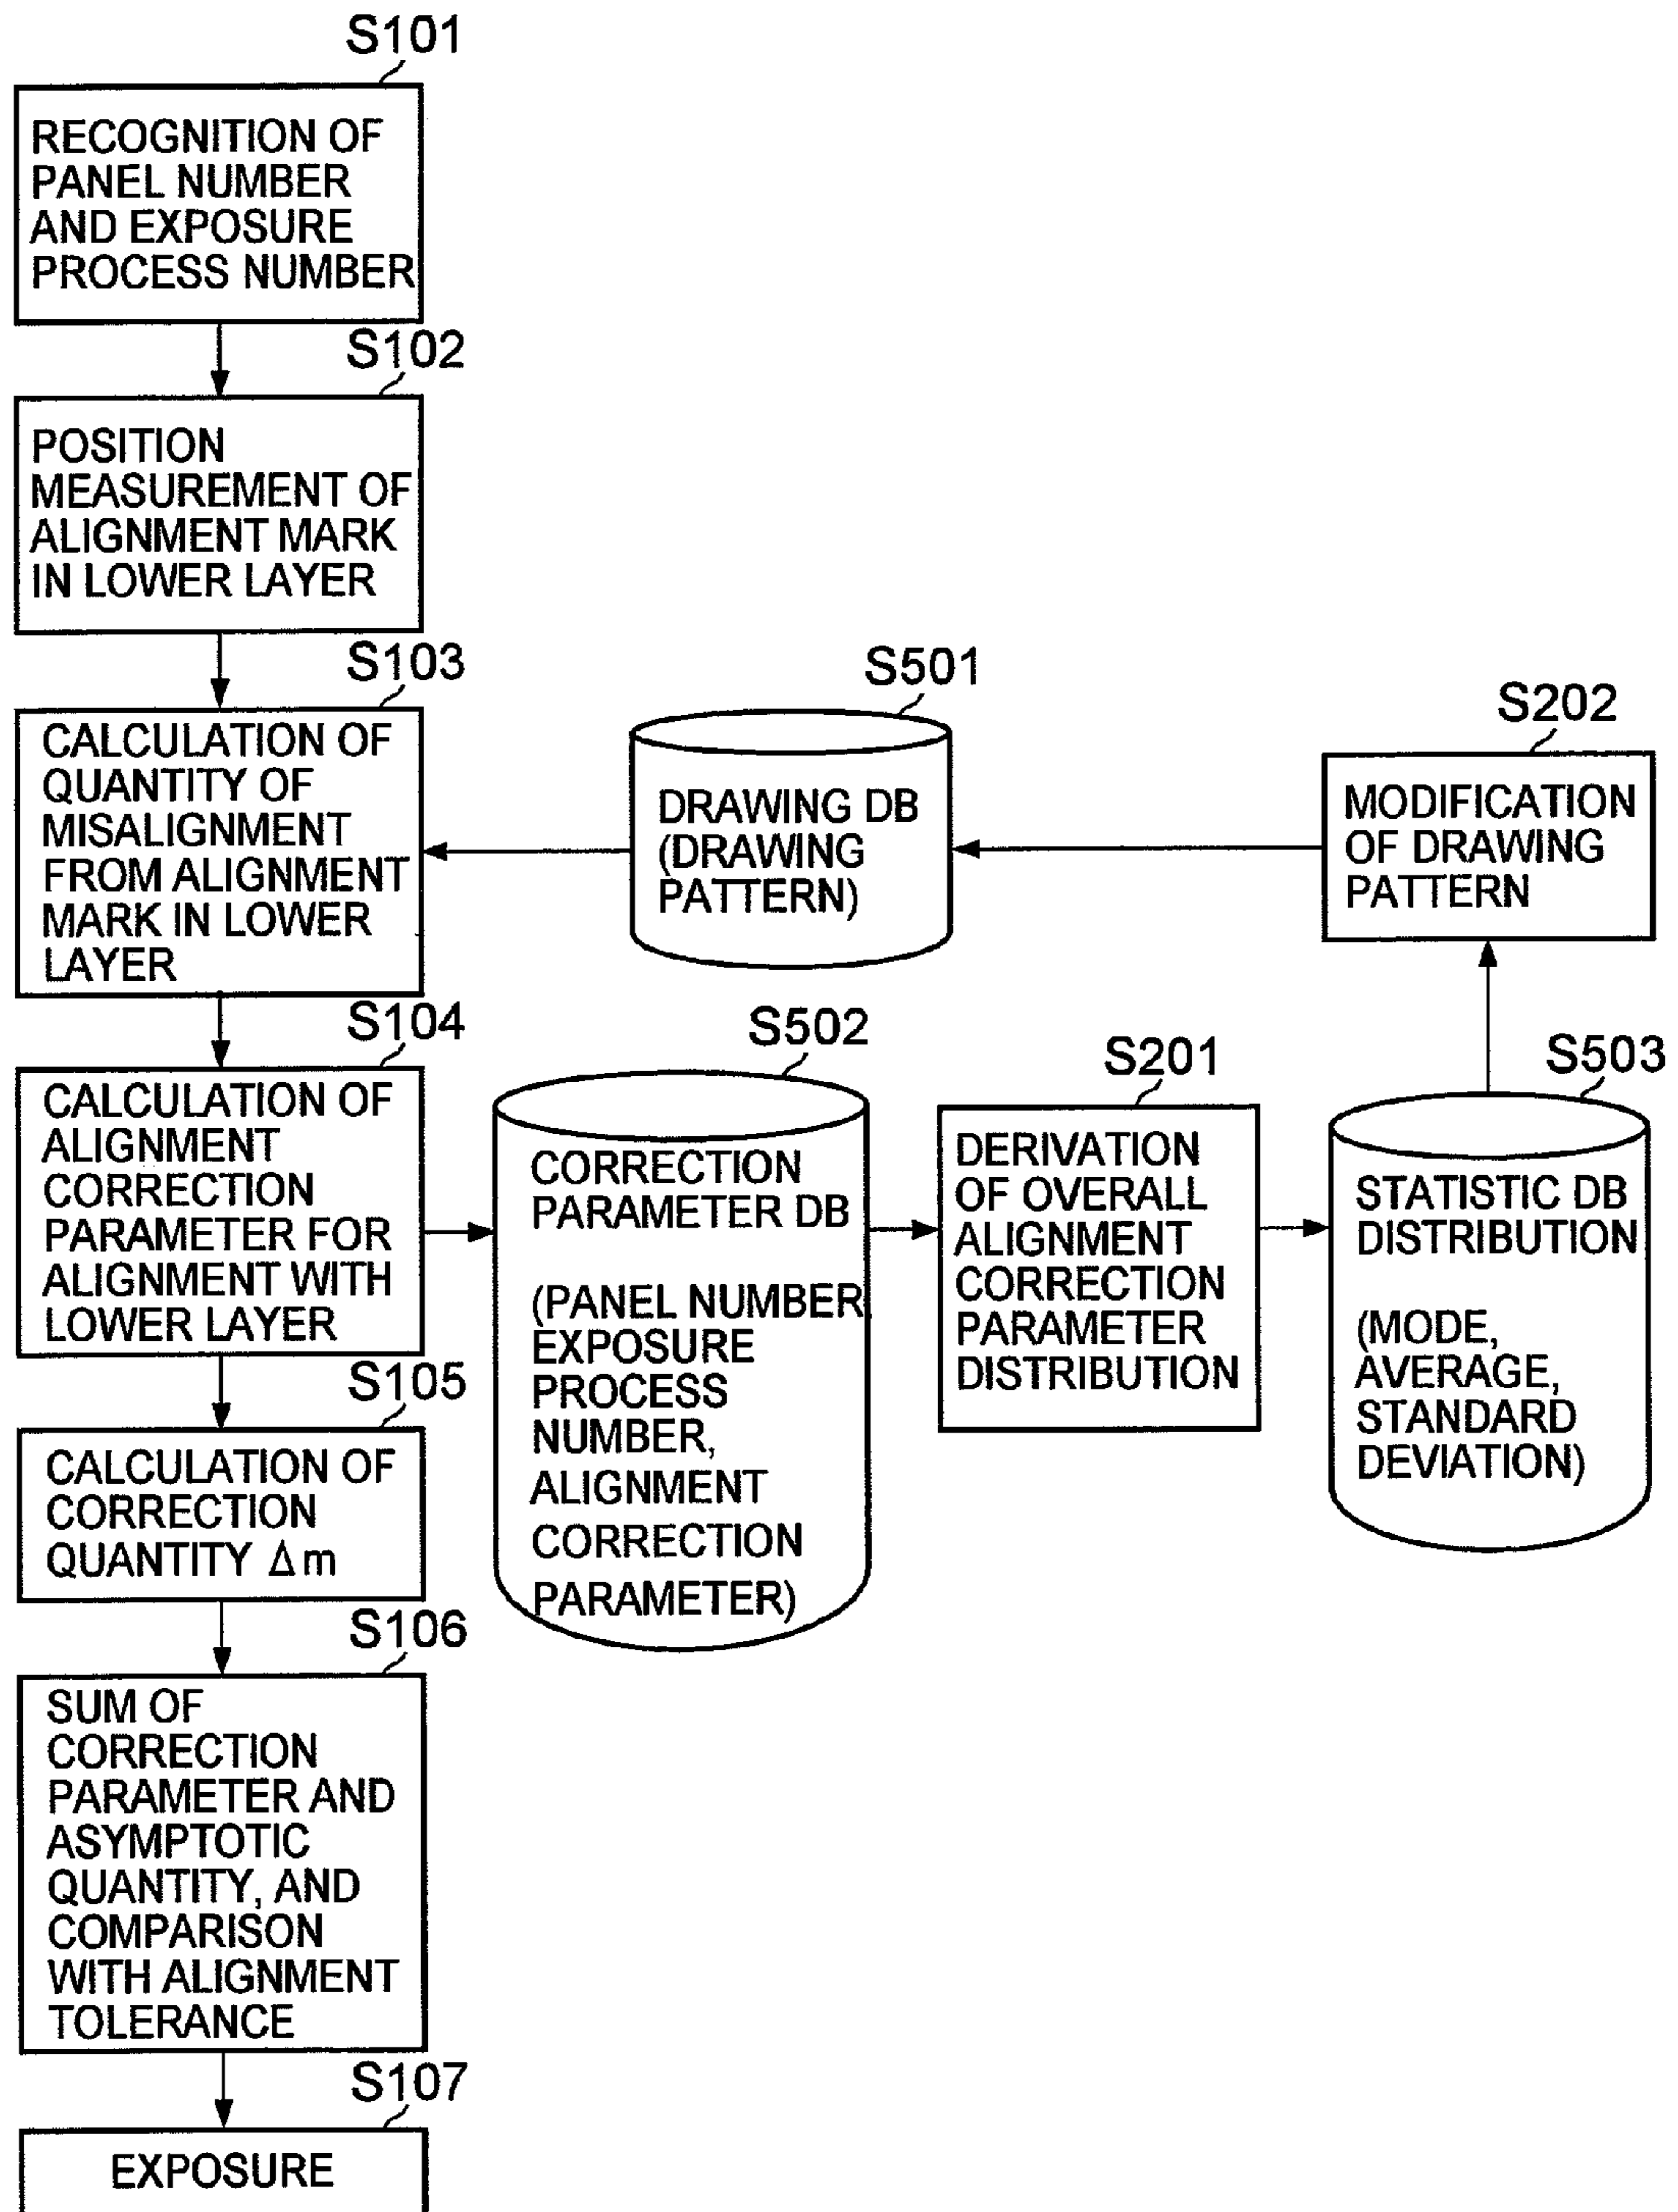 S101
RECOGNITION OF
PANEL NUMBER
AND EXPOSURE
PROCESS NUMBER
S102
POSITION
MEASUREMENT OF
ALIGNMENT MARK
IN LOWER LAYER
S103
CALCULATION OF
QUANTITY OF
MISALIGNMENT
FROM ALIGNMENT
MARK IN LOWER
LAYER
S501
DRAWING DB
(DRAWING
PATTERN)
S202
MODIFICATION
OF DRAWING
PATTERN
S104
CALCULATION OF
ALIGNMENT
CORRECTION
PARAMETER FOR
ALIGNMENT WITH
LOWER LAYER
S502
CORRECTION
PARAMETER DB
(PANEL NUMBER
EXPOSURE
PROCESS
NUMBER,
ALIGNMENT
CORRECTION
PARAMETER)
S201
DERIVATION
OF OVERALL
ALIGNMENT
CORRECTION
PARAMETER
DISTRIBUTION
S503
STATISTIC DB
DISTRIBUTION
(MODE,
AVERAGE,
STANDARD
DEVIATION)
S105
CALCULATION OF
CORRECTION
QUANTITY Δm
S106
SUM OF
CORRECTION
PARAMETER AND
ASYMPTOTIC
QUANTITY, AND
COMPARISON
WITH ALIGNMENT
TOLERANCE
S107
EXPOSURE